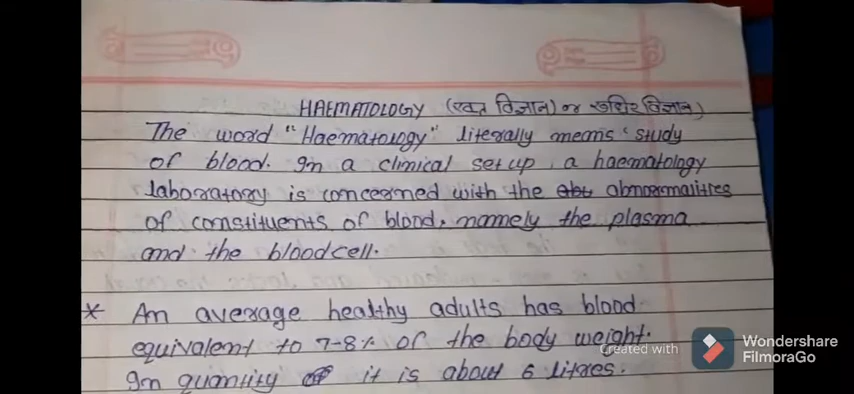 HAEMATOLOGY (रक्त विज्ञान) or रुधिर विज्ञान)
The word "Haematology" literally means 'study
of blood. In a clinical set up, a haematology
laboratory is concerned with the abnormalities
of constituents of blood, namely the plasma
and the bloodcell.
* An average healthy adults has blood
equivalent to 7-8% of the body weight.
In quantity it is about 6 litres.
Created with
Wondershare
FilmoraGo